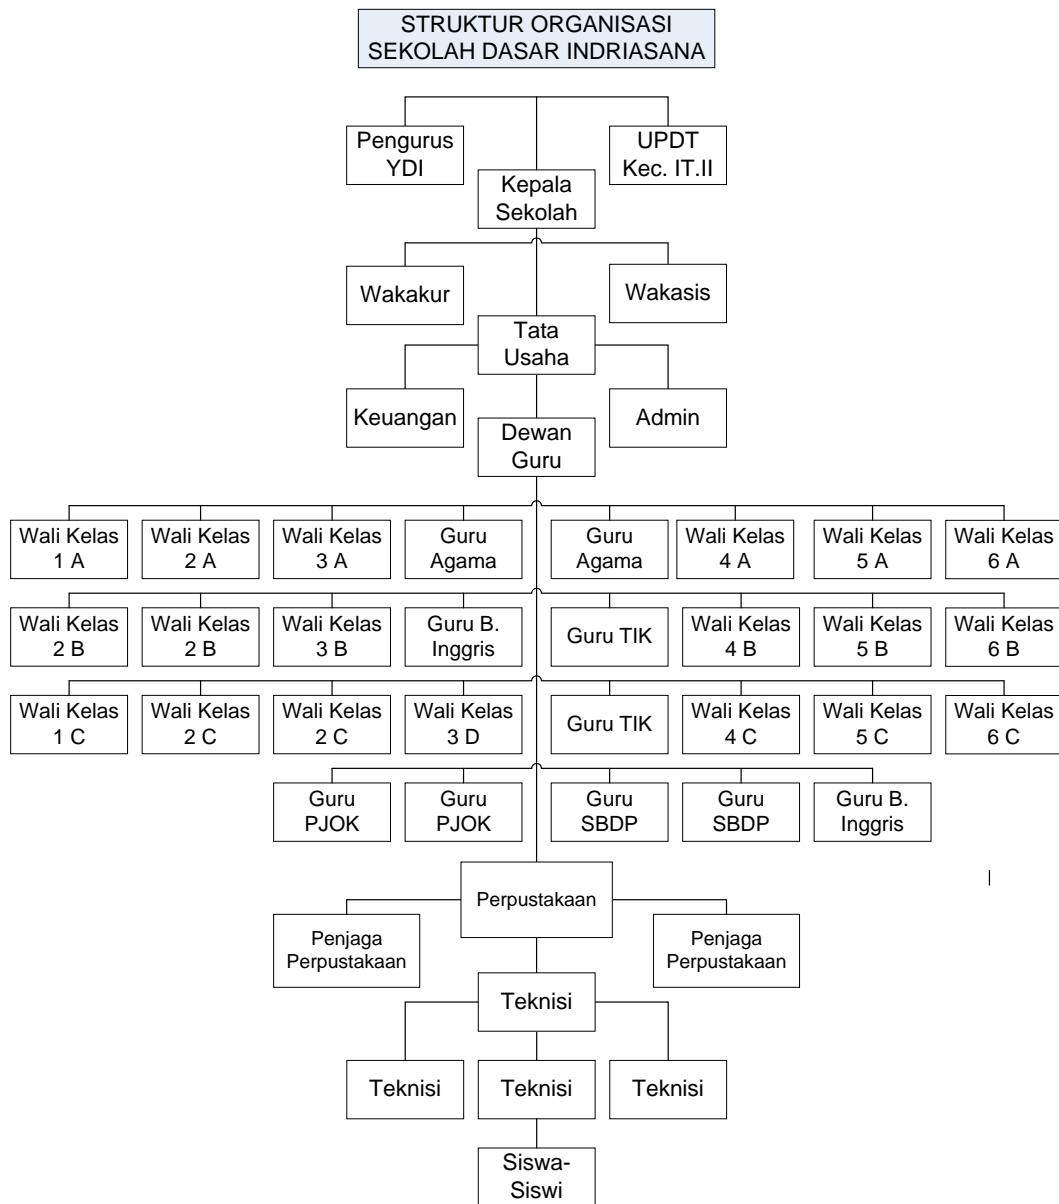 STRUKTUR ORGANISASI
SEKOLAH DASAR INDRIASANA
Pengurus
YDI
UPDT
Kec. IT.II
Kepala
Sekolah
Wakakur
Wakasis
Tata
Usaha
Keuangan
Admin
Dewan
Guru
Wali Kelas
1 A
Wali Kelas
2 A
Wali Kelas
3 A
Guru
Agama
Guru
Agama
Wali Kelas
4 A
Wali Kelas
5 A
Wali Kelas
6 A
Wali Kelas
2 B
Wali Kelas
2 B
Wali Kelas
3 B
Guru B.
Inggris
Guru TIK
Wali Kelas
4 B
Wali Kelas
5 B
Wali Kelas
6 B
Wali Kelas
1 C
Wali Kelas
2 C
Wali Kelas
2 C
Wali Kelas
3 D
Guru TIK
Wali Kelas
4 C
Wali Kelas
5 C
Wali Kelas
6 C
Guru
PJOK
Guru
PJOK
Guru
SBDP
Guru
SBDP
Guru B.
Inggris
Perpustakaan
Penjaga
Perpustakaan
Penjaga
Perpustakaan
Teknisi
Teknisi
Teknisi
Teknisi
Siswa-
Siswi